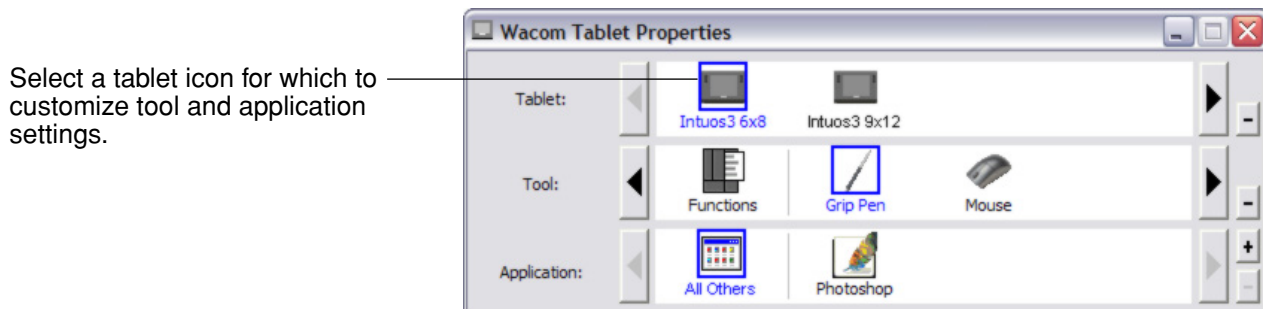 Wacom Tablet Properties
Select a tablet icon for which to
customize tool and application
settings.
Tablet:
Intuos3 6x8
Intuos3 9x12
Tool:
Functions
Grip Pen
Mouse
Application:
All Others
Photoshop